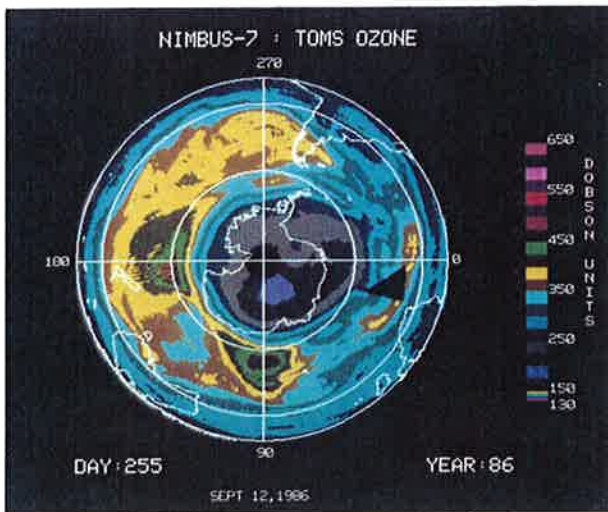 NIMBUS-7 : TOMS OZONE
270
180
0
90
650
550
450
350
250
150
130
DOBSON UNITS
DAY:255
YEAR:86
SEPT 12,1986